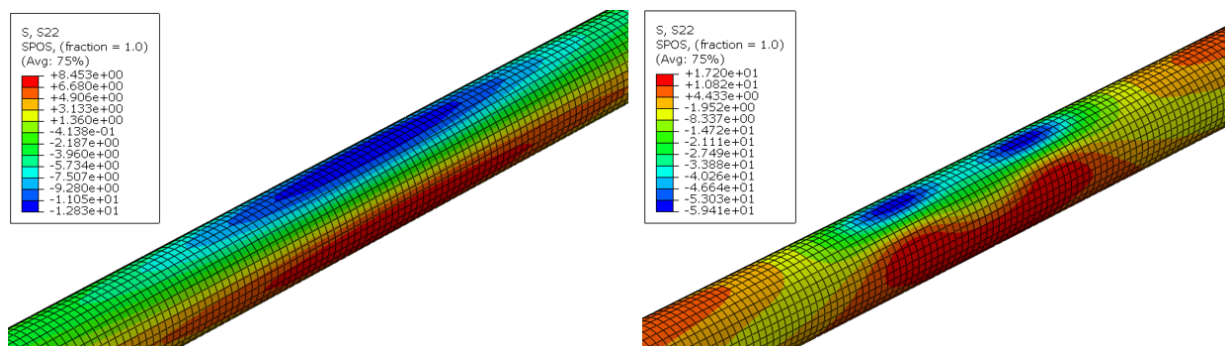 S, S22
SPOS, (fraction = 1.0)
(Avg: 75%)
+8.453e+00
+6.680e+00
+4.906e+00
+3.133e+00
+1.360e+00
-4.138e-01
-2.187e+00
-3.960e+00
-5.734e+00
-7.507e+00
-9.280e+00
-1.105e+01
-1.283e+01
S, S22
SPOS, (fraction = 1.0)
(Avg: 75%)
+1.720e+01
+1.082e+01
+4.433e+00
-1.952e+00
-8.337e+00
-1.472e+01
-2.111e+01
-2.749e+01
-3.388e+01
-4.026e+01
-4.664e+01
-5.303e+01
-5.941e+01